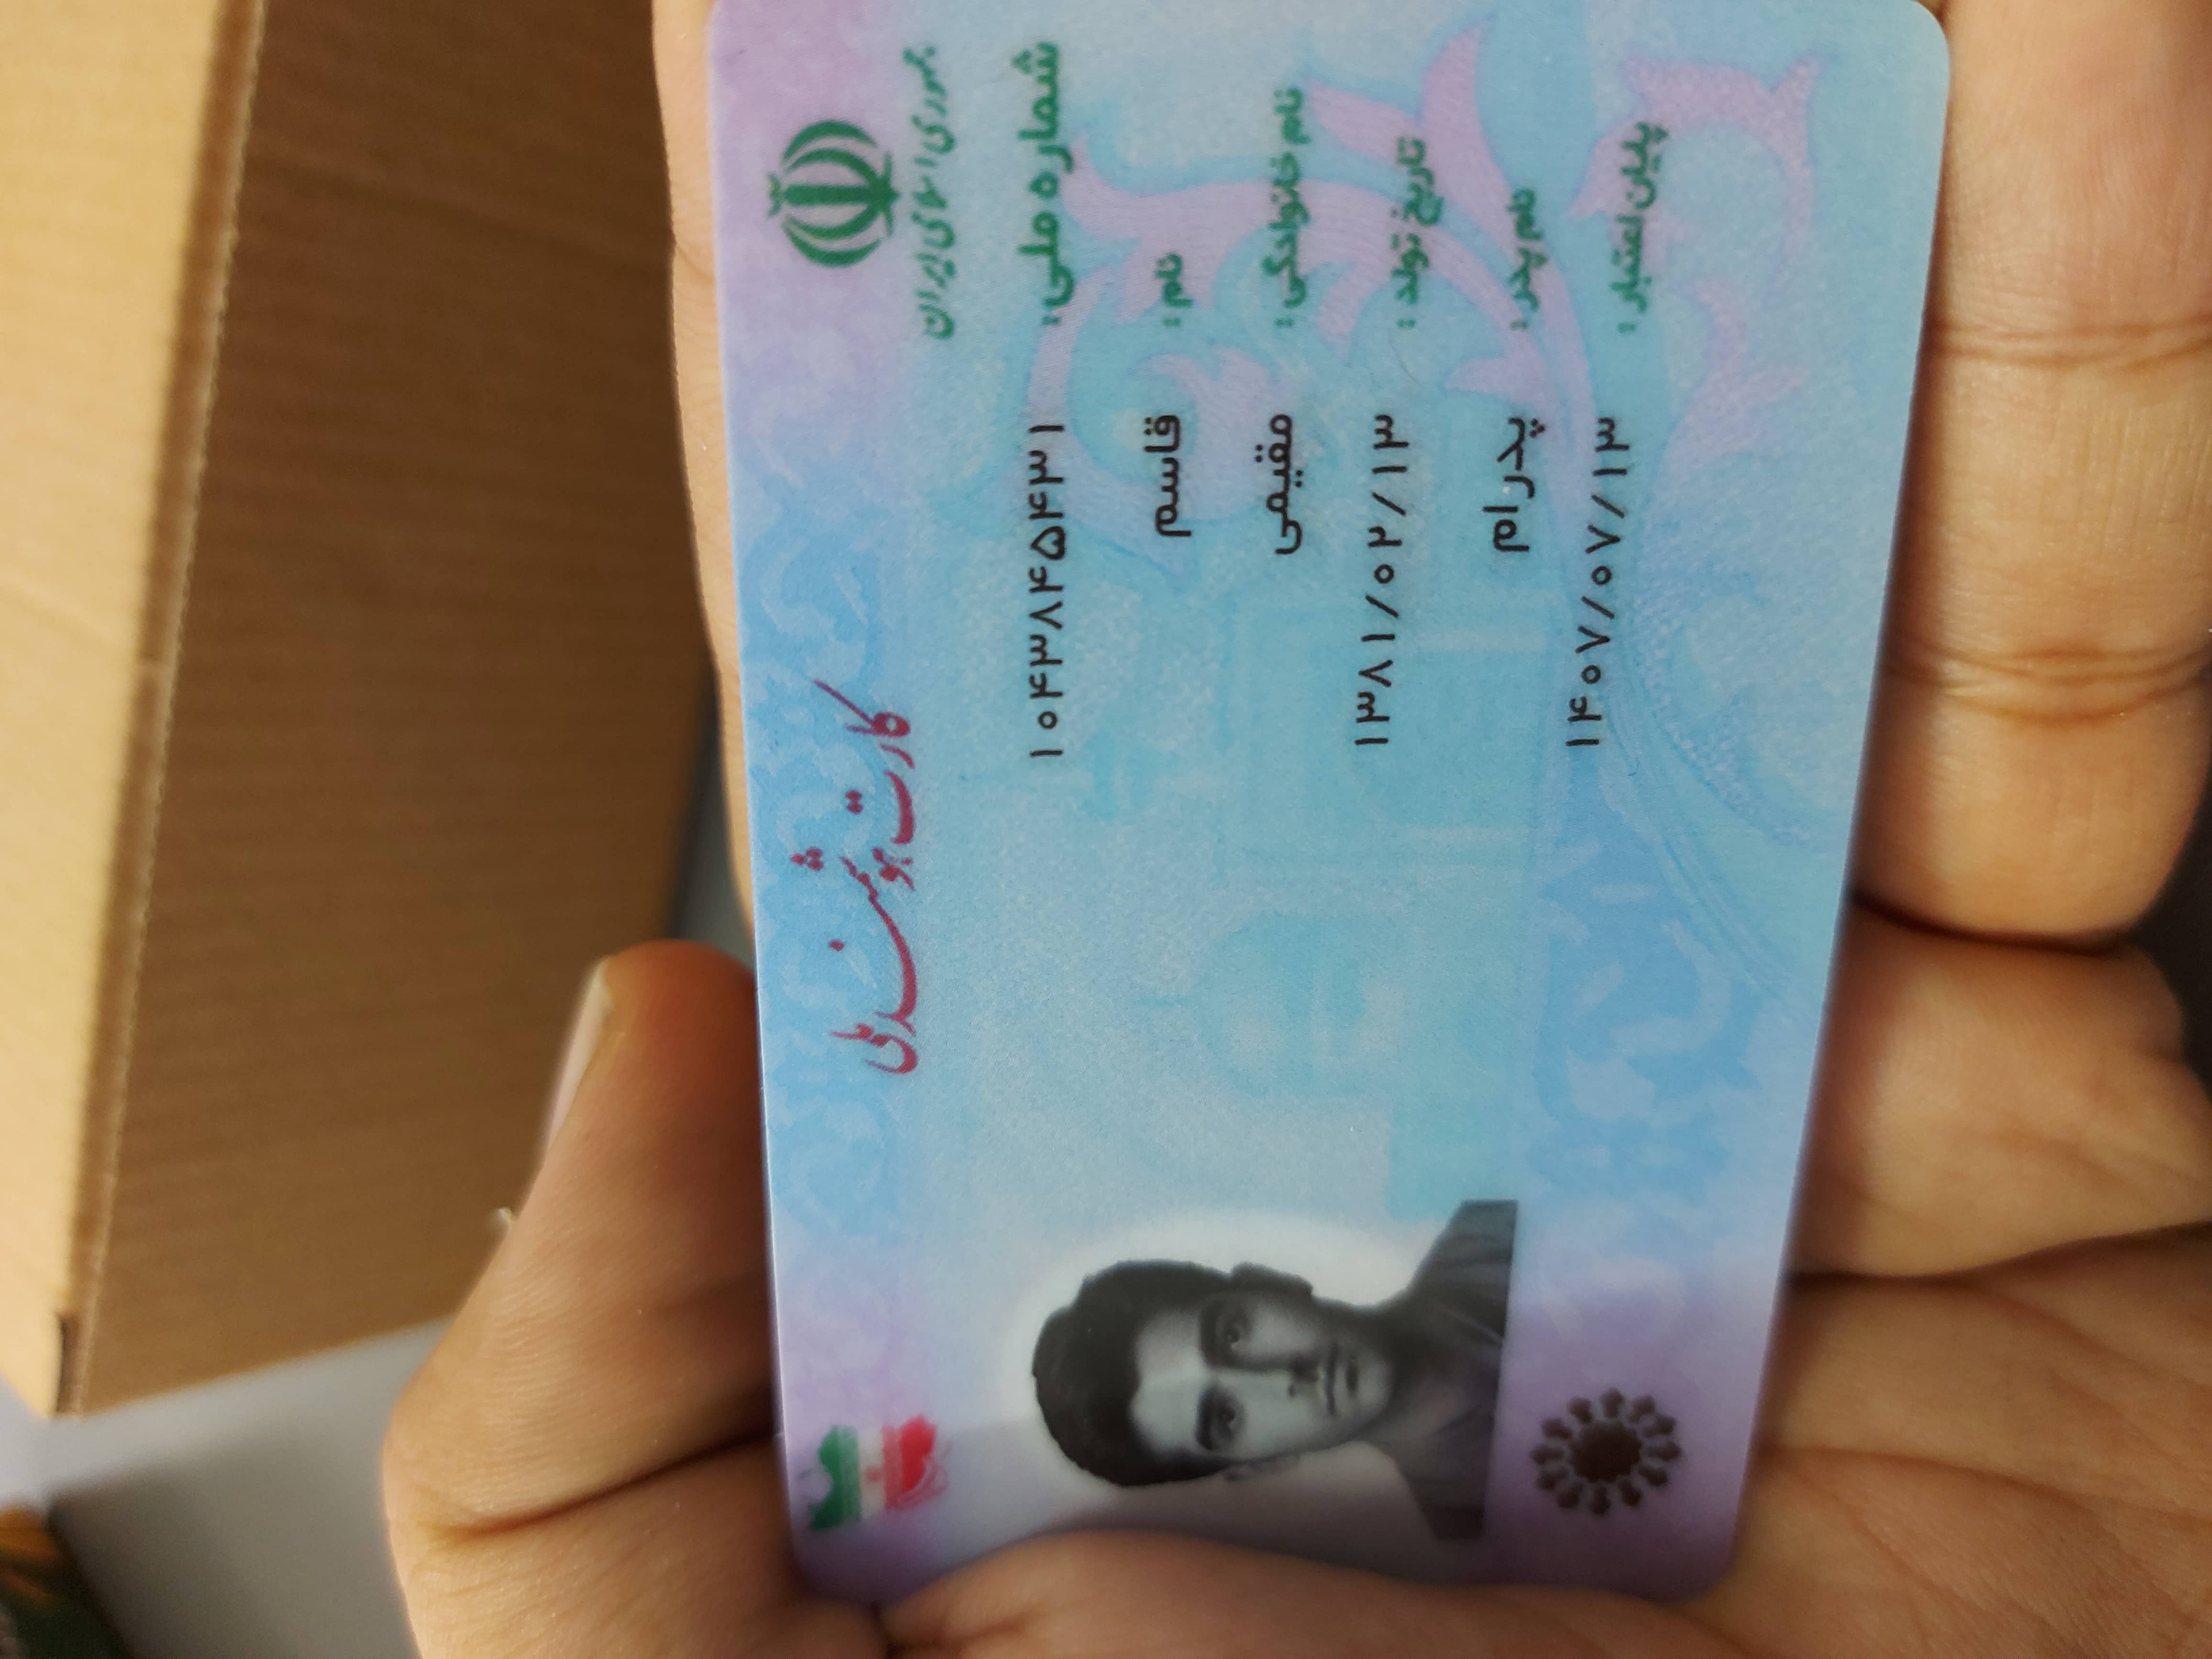 جمهوری اسلامی ایران
کارت هوشمند ملی
شماره ملی: ۱۰۴۳۸۴۵۴۳۱
نام: قاسم
نام خانوادگی: مقیمی
تاریخ تولد: ۱۳۸۱/۰۲/۱۳
نام پدر: پدرام
پایان اعتبار: ۱۴۰۷/۰۷/۱۳